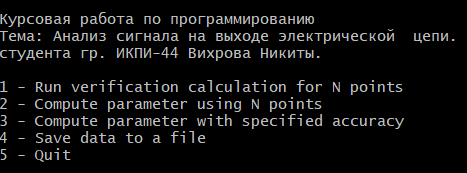 Курсовая работа по программированию
Тема: Анализ сигнала на выходе электрической  цепи.
студента гр. ИКПИ-44 Вихрова Никиты.
1 - Run verification calculation for N points
2 - Compute parameter using N points
3 - Compute parameter with specified accuracy
4 - Save data to a file
5 - Quit